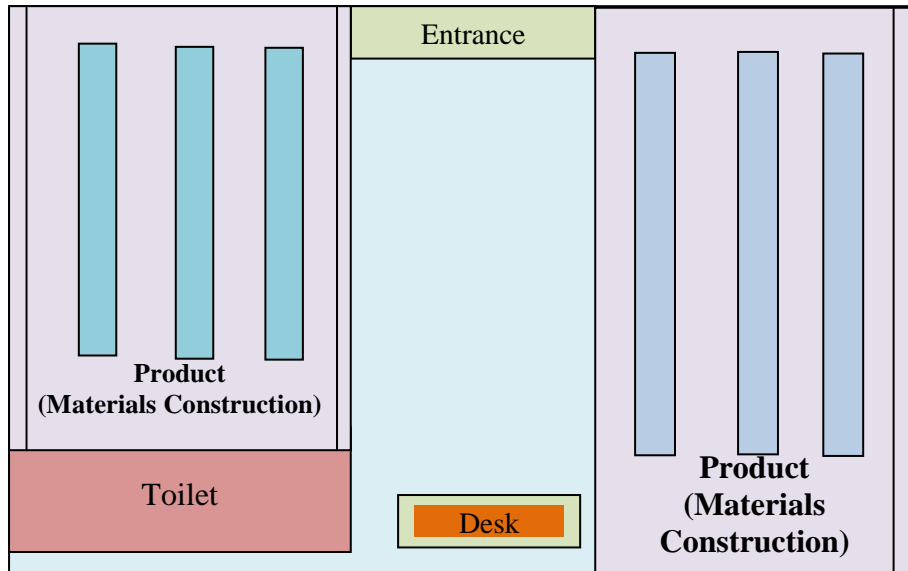 Entrance
Product
(Materials Construction)
Toilet
Desk
Product
(Materials
Construction)